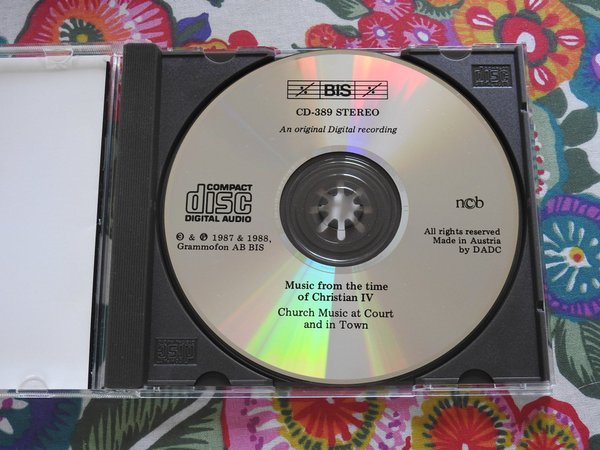 BIS
CD-389 STEREO
An original Digital recording
COMPACT
disc
DIGITAL AUDIO
ncb
℗ & © 1987 & 1988,
Grammofon AB BIS
All rights reserved
Made in Austria
by DADC
Music from the time
of Christian IV
Church Music at Court
and in Town
disc